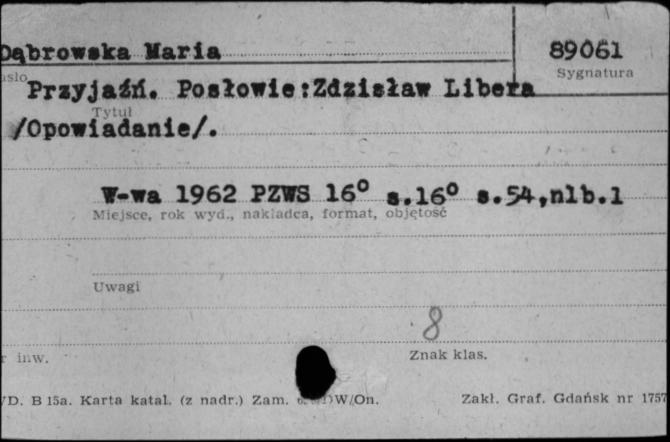 Dąbrowska Maria
89061
asło
Sygnatura
Przyjaźń. Posłowie:Zdzisław Libera
Tytuł
/Opowiadanie/.
W-wa 1962 PZWS 16° s.16° s.54,nlb.1
Miejsce, rok wyd., nakładca, format, objętość
Uwagi
8
r inw.
Znak klas.
/D. B 15a. Karta katal. (z nadr.) Zam. W/On.
Zakł. Graf. Gdańsk nr 1757